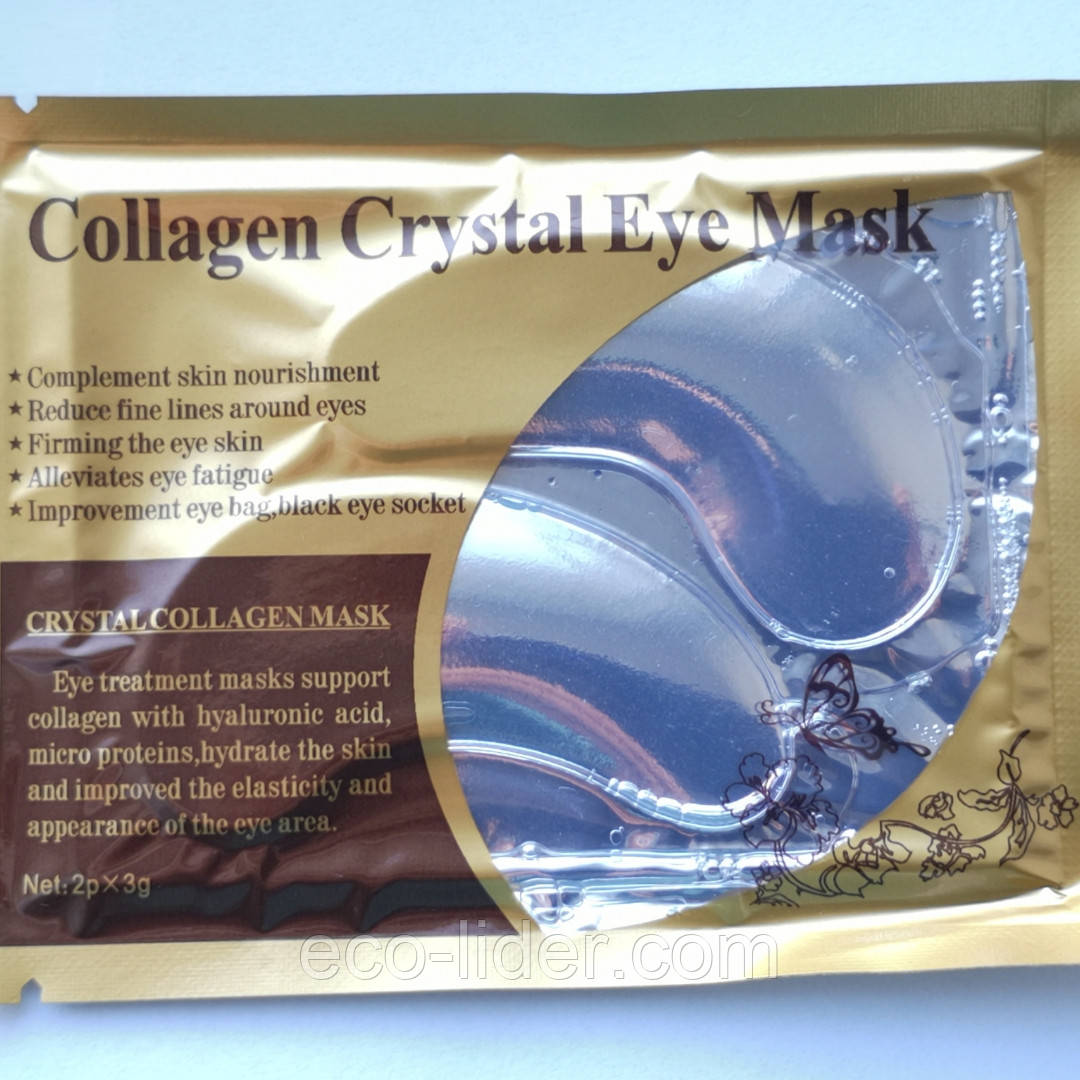 Collagen Crystal Eye Mask
★ Complement skin nourishment
★ Reduce fine lines around eyes
★ Firming the eye skin
★ Alleviates eye fatigue
★ Improvement eye bag,black eye socket
CRYSTAL COLLAGEN MASK
Eye treatment masks support
collagen with hyaluronic acid,
micro proteins,hydrate the skin
and improved the elasticity and
appearance of the eye area.
Net:2p×3g
eco-lider.com